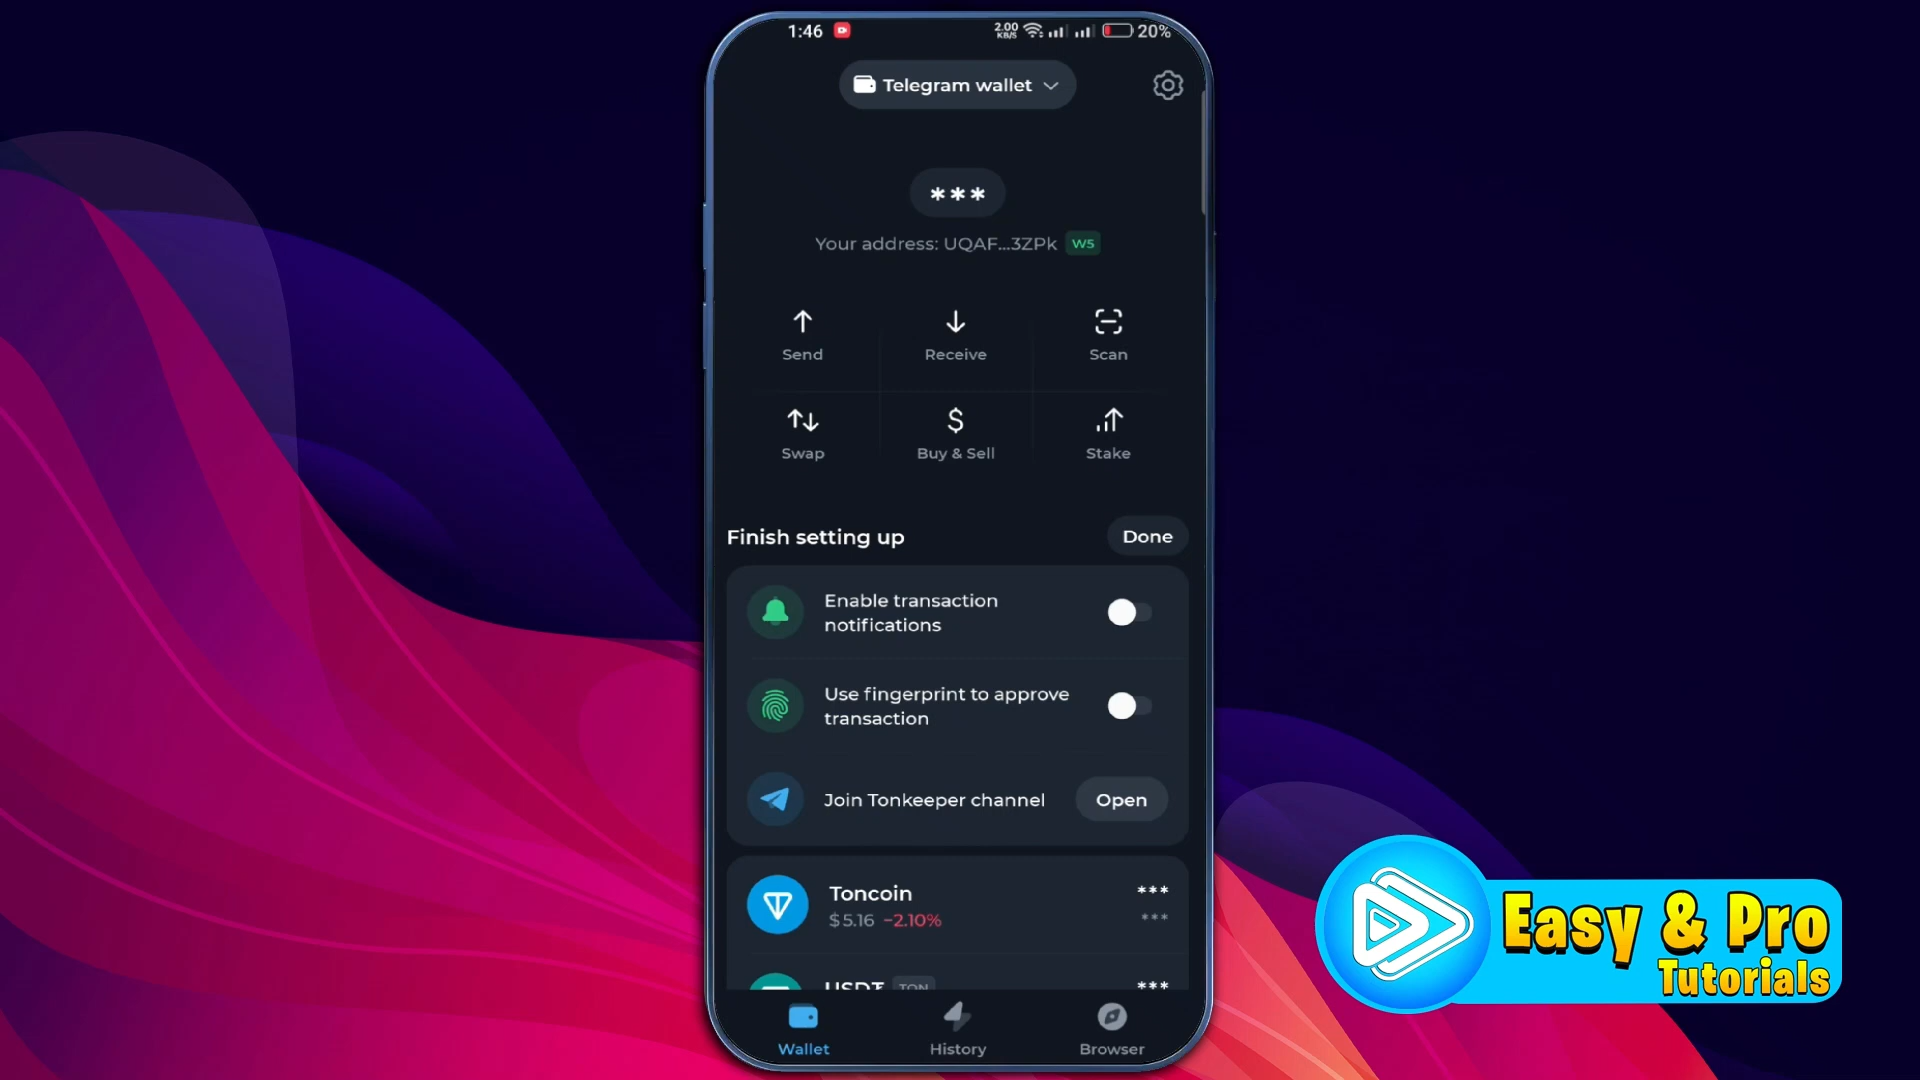 1:46
2.00
KB/S
20%
Telegram wallet
***
Your address: UQAF...3ZPk W5
Send
Receive
Scan
Swap
Buy & Sell
Stake
Finish setting up
Done
Enable transaction
notifications
Use fingerprint to approve
transaction
Join Tonkeeper channel
Open
Toncoin
***
$5.16 −2.10%
***
USD₮ TON
***
Wallet
History
Browser
Easy & Pro
Tutorials